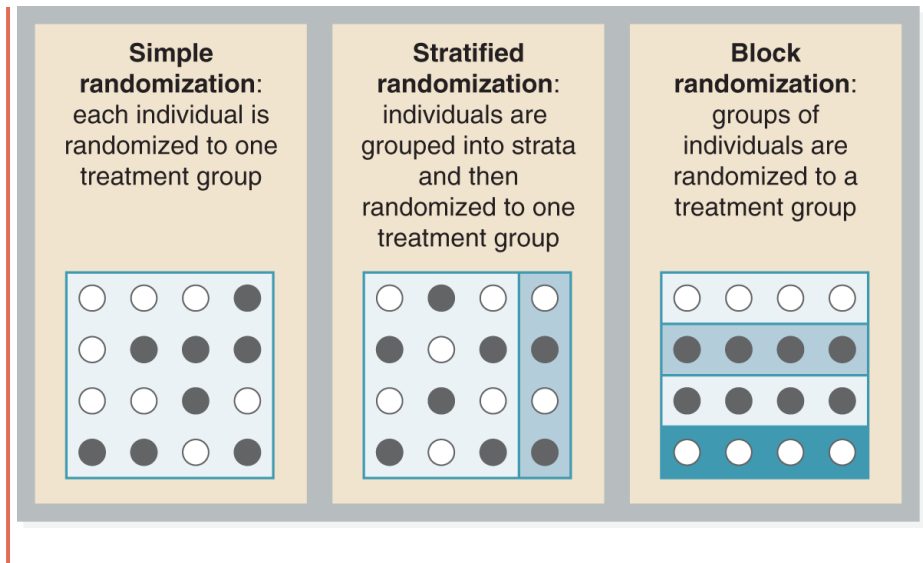 Simple
randomization:
each individual is
randomized to one
treatment group
Stratified
randomization:
individuals are
grouped into strata
and then
randomized to one
treatment group
Block
randomization:
groups of
individuals are
randomized to a
treatment group